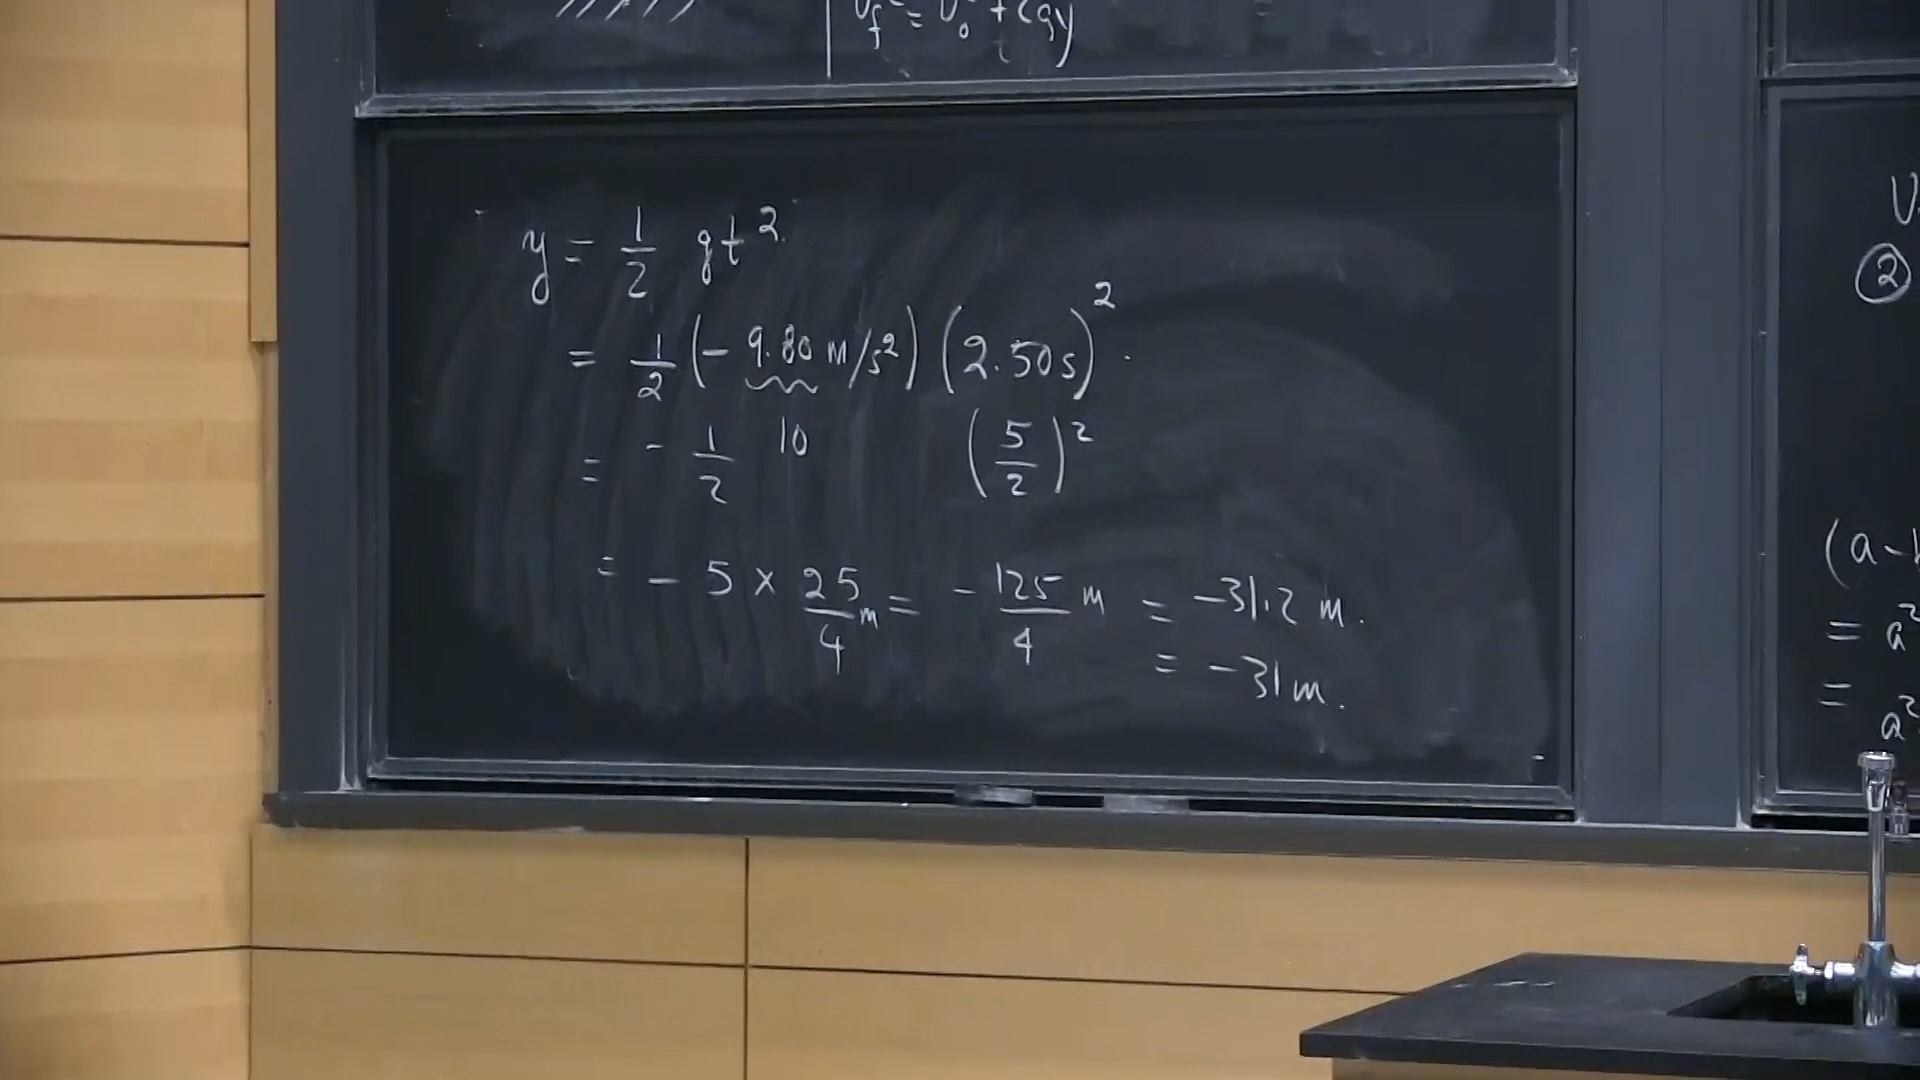 y = 1/2 gt²
= 1/2 (- 9.80 m/s²) (2.50 s)² .
= - 1/2 10 (5/2)²
= - 5 × 25/4 m = - 125/4 m = -31.2 m.
= -31 m.
②
= a²
= a²